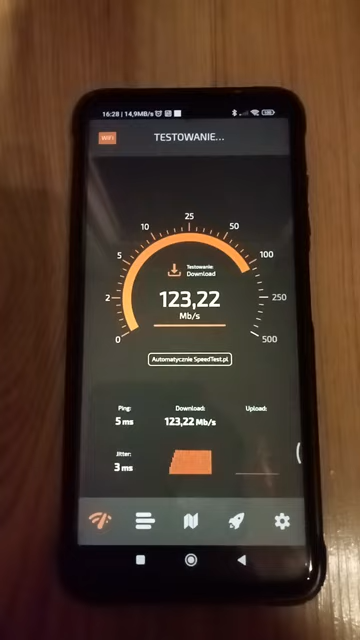 16:28 | 14,9MB/s
WiFi
TESTOWANIE...
25
10
50
5
100
Testowanie:
Download
2
123,22
250
Mb/s
0
500
Automatycznie SpeedTest.pl
Ping:
Download:
Upload:
5 ms
123,22 Mb/s
Jitter:
3 ms